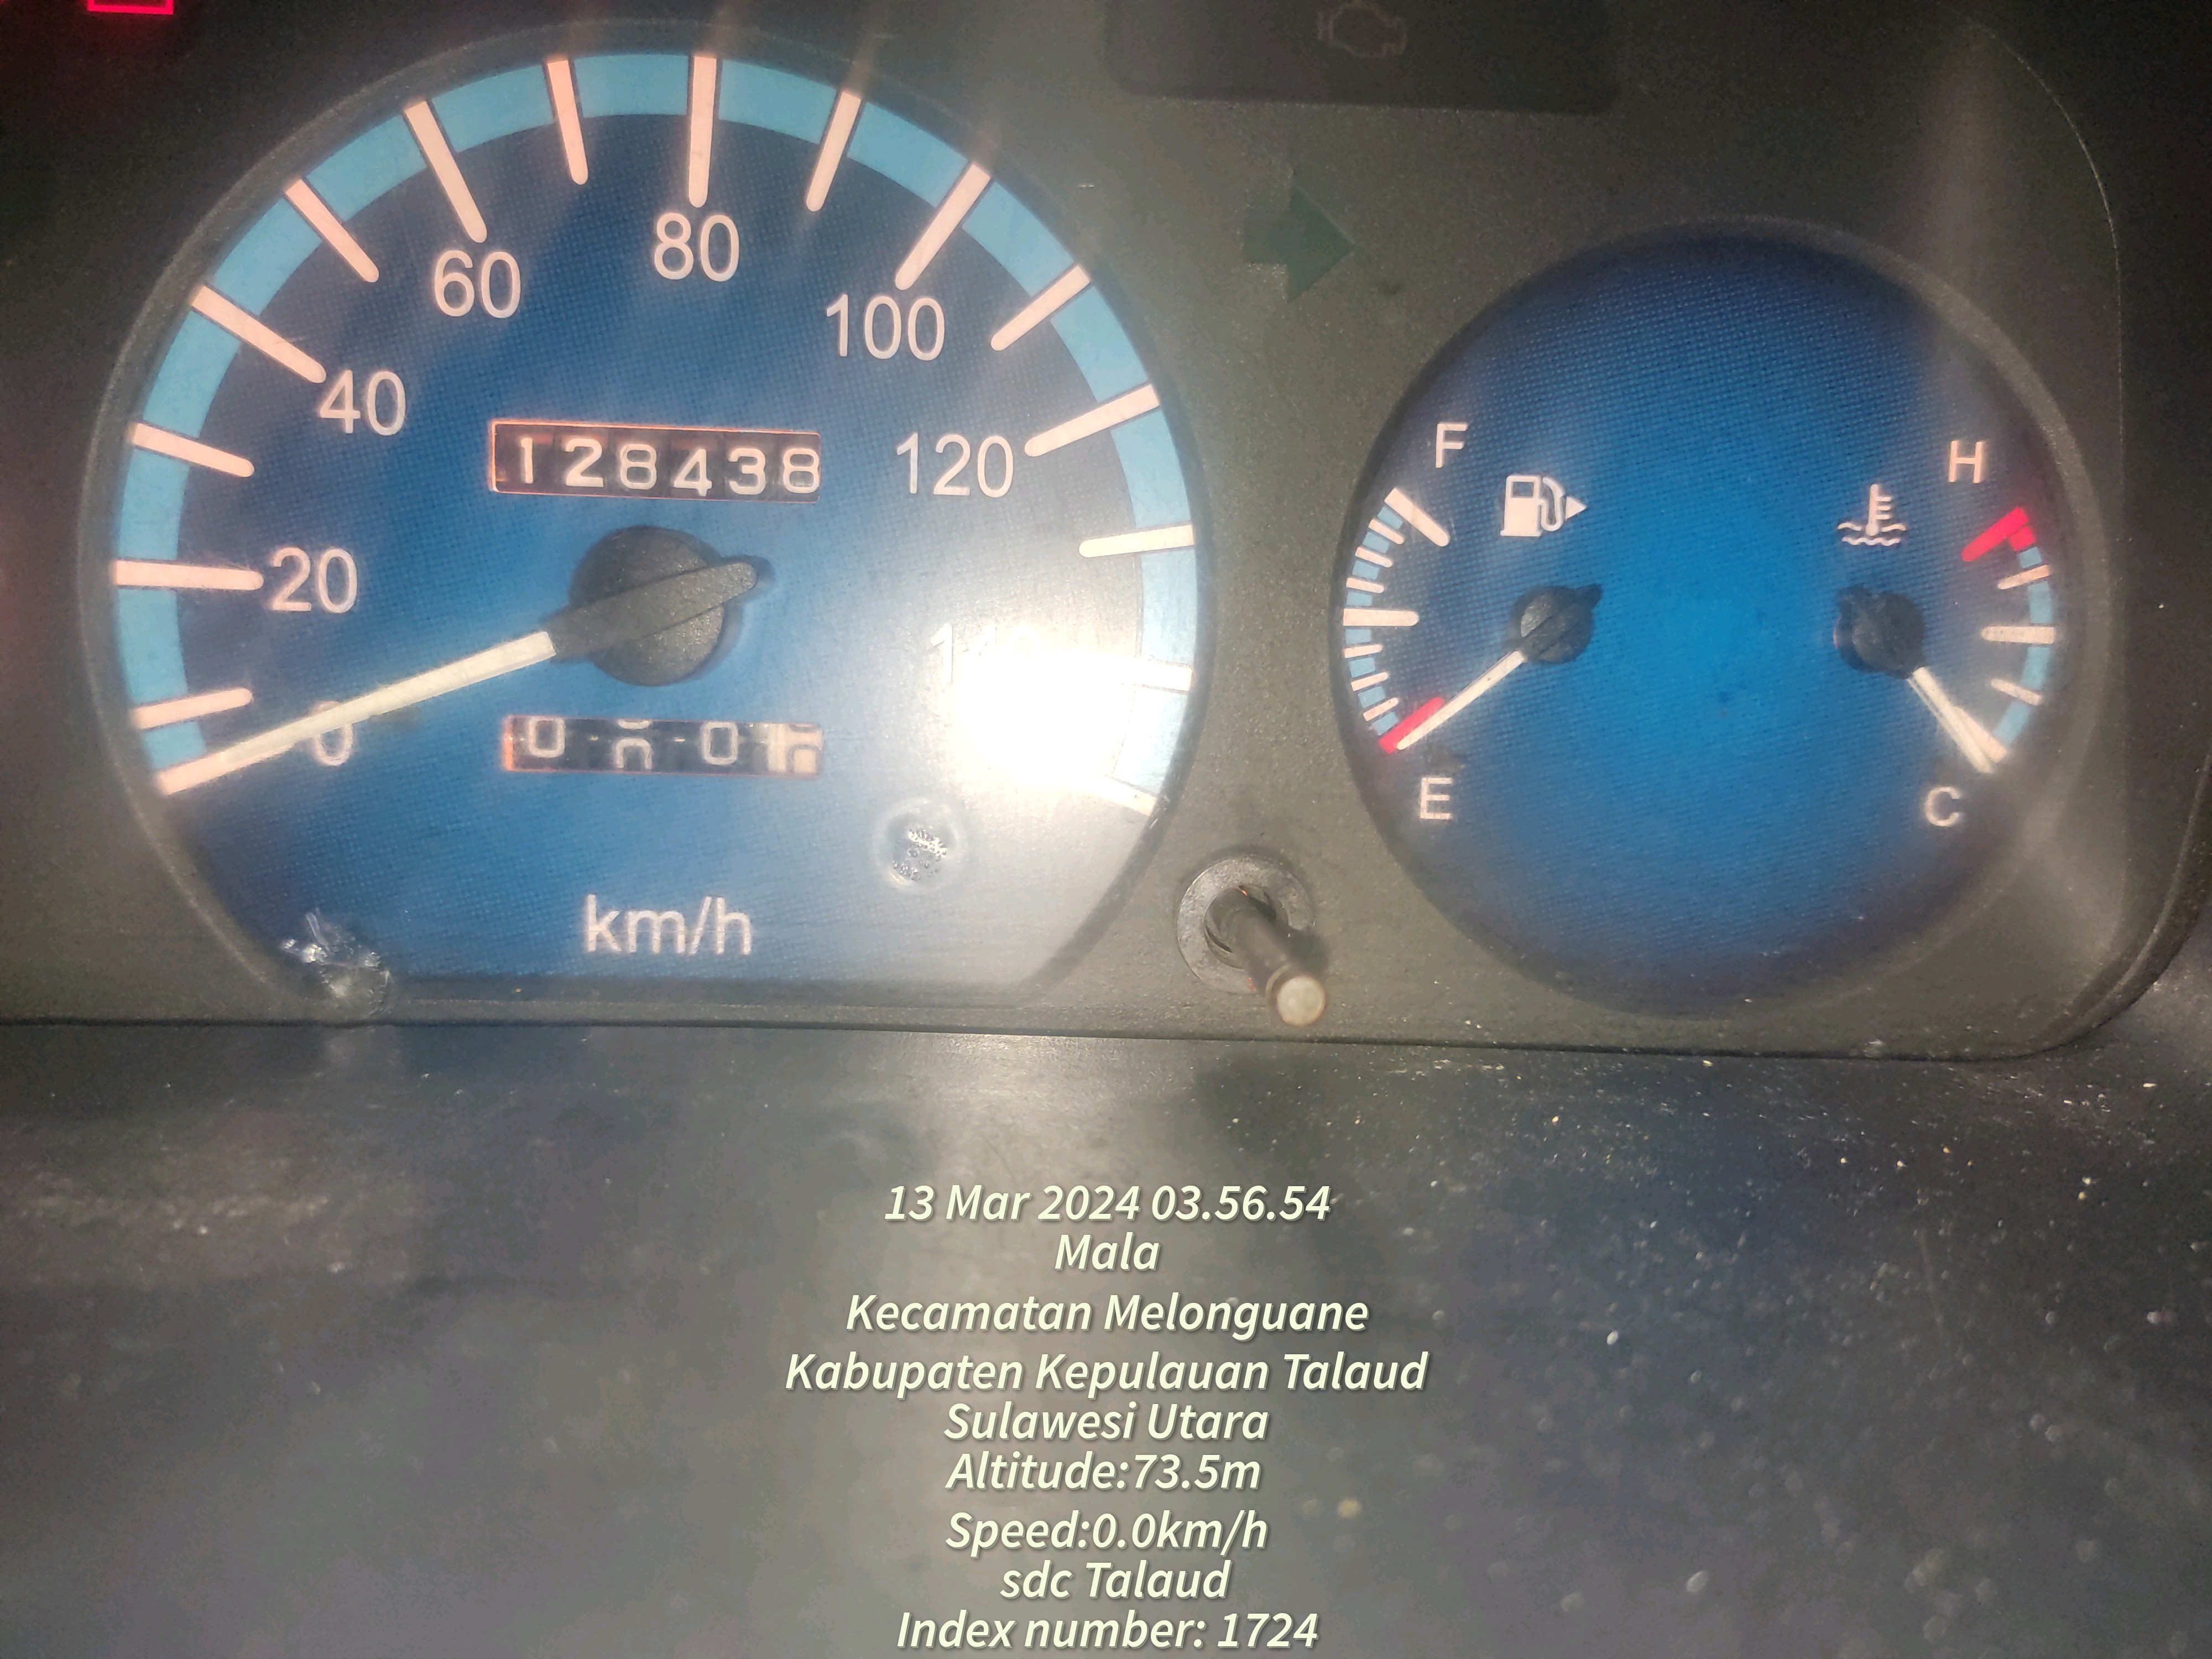 80
60
100
40
120
128438
F
H
20
0
E
C
km/h
13 Mar 2024 03.56.54
Mala
Kecamatan Melonguane
Kabupaten Kepulauan Talaud
Sulawesi Utara
Altitude:73.5m
Speed:0.0km/h
sdc Talaud
Index number: 1724